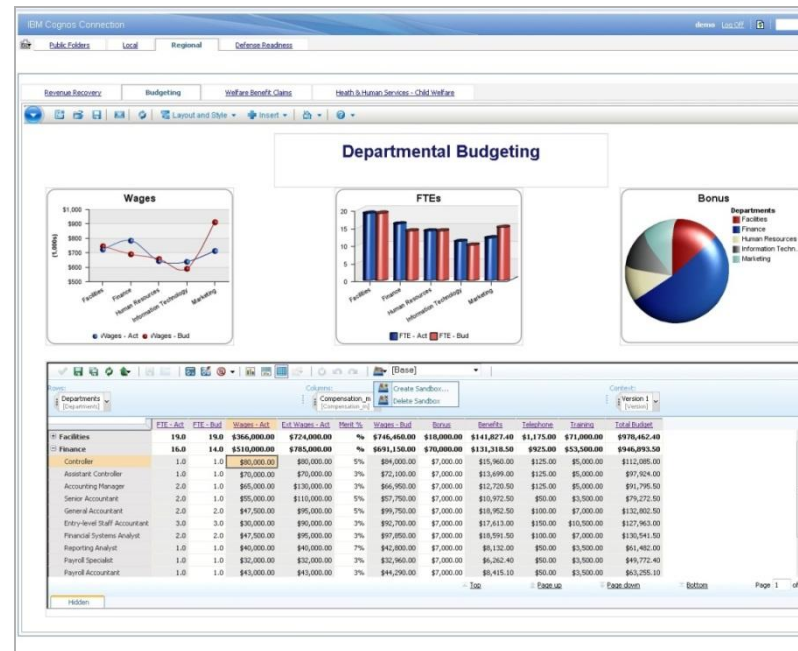 IBM Cognos Connection demo Log Off
Public Folders Local Regional Defense Readiness
Revenue Recovery Budgeting Welfare Benefit Claims Heath & Human Services - Child Welfare
Layout and Style Insert
Departmental Budgeting
Wages
(1,000s)
$1,000
$900
$800
$700
$600
$500
Facilities Finance Human Resources Information Technology Marketing
Wages - Act Wages - Bud
FTEs
20
15
10
5
0
Facilities Finance Human Resources Information Technology Marketing
FTE - Act FTE - Bud
Bonus
Departments
Facilities
Finance
Human Resources
Information Techn.
Marketing
[Base]
Create Sandbox...
Delete Sandbox
Rows: Columns: Context:
Departments Compensation_m Version 1
[Departments] [Compensation_m] [Version]
FTE - Act FTE - Bud Wages - Act Ext Wages - Act Merit % Wages - Bud Bonus Benefits Telephone Training Total Budget
Facilities 19.0 19.0 $366,000.00 $724,000.00 % $746,460.00 $18,000.00 $141,827.40 $1,175.00 $71,000.00 $978,462.40
Finance 16.0 14.0 $510,000.00 $785,000.00 % $691,150.00 $70,000.00 $131,318.50 $925.00 $53,500.00 $946,893.50
Controller 1.0 1.0 $80,000.00 $80,000.00 5% $84,000.00 $7,000.00 $15,960.00 $125.00 $5,000.00 $112,085.00
Assistant Controller 1.0 1.0 $70,000.00 $70,000.00 3% $72,100.00 $7,000.00 $13,699.00 $125.00 $5,000.00 $97,924.00
Accounting Manager 2.0 1.0 $65,000.00 $130,000.00 3% $66,950.00 $7,000.00 $12,720.50 $125.00 $5,000.00 $91,795.50
Senior Accountant 2.0 1.0 $55,000.00 $110,000.00 5% $57,750.00 $7,000.00 $10,972.50 $50.00 $3,500.00 $79,272.50
General Accountant 2.0 2.0 $47,500.00 $95,000.00 5% $99,750.00 $7,000.00 $18,952.50 $100.00 $7,000.00 $132,802.50
Entry-level Staff Accountant 3.0 3.0 $30,000.00 $90,000.00 3% $92,700.00 $7,000.00 $17,613.00 $150.00 $10,500.00 $127,963.00
Financial Systems Analyst 2.0 2.0 $47,500.00 $95,000.00 3% $97,850.00 $7,000.00 $18,591.50 $100.00 $7,000.00 $130,541.50
Reporting Analyst 1.0 1.0 $40,000.00 $40,000.00 7% $42,800.00 $7,000.00 $8,132.00 $50.00 $3,500.00 $61,482.00
Payroll Specialist 1.0 1.0 $32,000.00 $32,000.00 3% $32,960.00 $7,000.00 $6,262.40 $50.00 $3,500.00 $49,772.40
Payroll Accountant 1.0 1.0 $43,000.00 $43,000.00 3% $44,290.00 $7,000.00 $8,415.10 $50.00 $3,500.00 $63,255.10
Top Page up Page down Bottom Page 1 of
Hidden